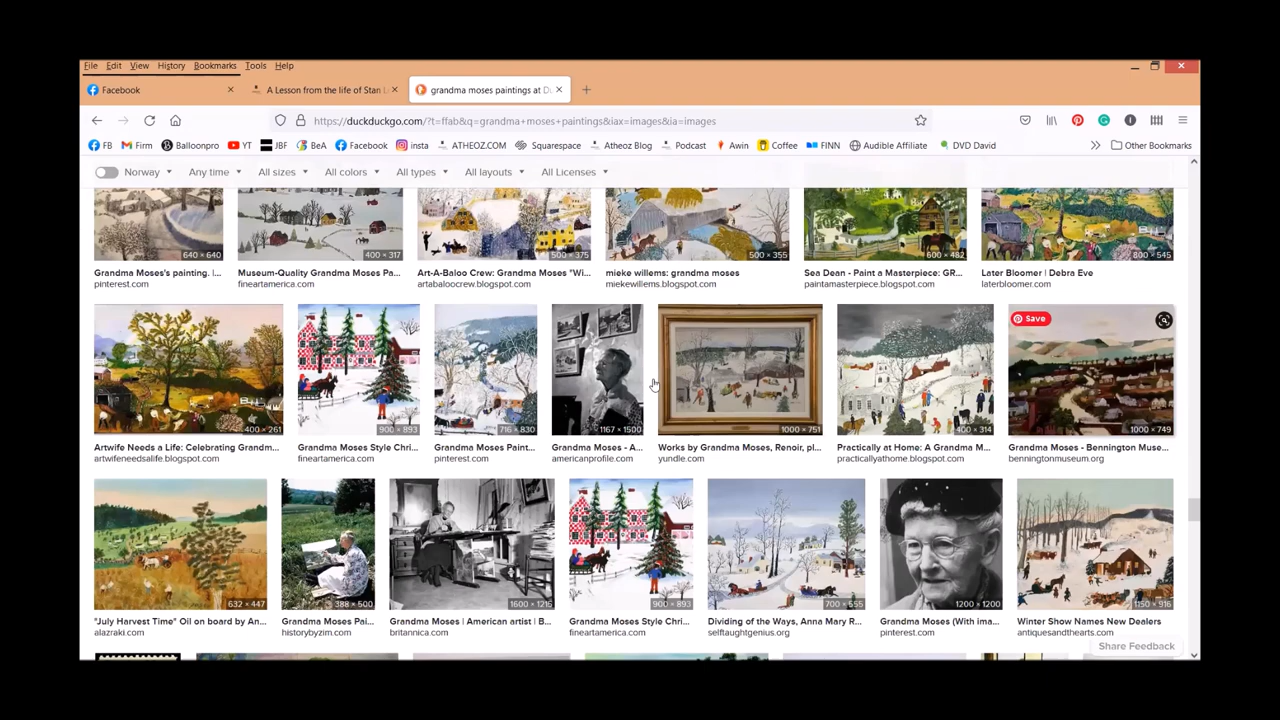 File Edit View History Bookmarks Tools Help
Facebook
A Lesson from the life of Stan L
grandma moses paintings at D
https://duckduckgo.com/?t=ffab&q=grandma+moses+paintings&iax=images&ia=images
FB Firm Balloonpro YT JBF BeA Facebook insta ATHEOZ.COM Squarespace Atheoz Blog Podcast Awin Coffee FINN Audible Affiliate DVD David Other Bookmarks
Norway Any time All sizes All colors All types All layouts All Licenses
640 × 640 400 × 317 500 × 375 500 × 355 600 × 482 800 × 545
Grandma Moses's painting. I... Museum-Quality Grandma Moses Pa... Art-A-Baloo Crew: Grandma Moses "Wi... mieke willems: grandma moses Sea Dean - Paint a Masterpiece: GR... Later Bloomer | Debra Eve
pinterest.com fineartamerica.com artabaloocrew.blogspot.com miekewillems.blogspot.com paintamasterpiece.blogspot.com laterbloomer.com
Save
400 × 261 900 × 893 716 × 830 1167 × 1500 1000 × 751 400 × 314 1000 × 749
Artwife Needs a Life: Celebrating Grandm... Grandma Moses Style Chri... Grandma Moses Paint... Grandma Moses - A... Works by Grandma Moses, Renoir, pl... Practically at Home: A Grandma M... Grandma Moses - Bennington Muse...
artwifeneedsalife.blogspot.com fineartamerica.com pinterest.com americanprofile.com yundle.com practicallyathome.blogspot.com benningtonmuseum.org
632 × 447 388 × 500 1600 × 1215 900 × 893 700 × 555 1200 × 1200 1150 × 916
"July Harvest Time" Oil on board by An... Grandma Moses Pai... Grandma Moses | American artist | B... Grandma Moses Style Chri... Dividing of the Ways, Anna Mary R... Grandma Moses (With ima... Winter Show Names New Dealers
alazraki.com historybyzim.com britannica.com fineartamerica.com selftaughtgenius.org pinterest.com antiquesandthearts.com
Share Feedback